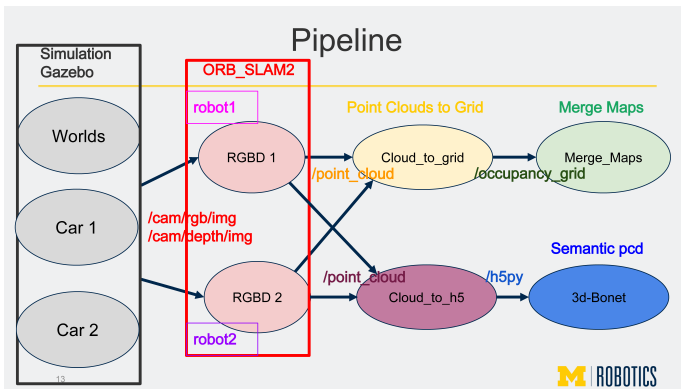 Pipeline
Simulation
Gazebo
ORB_SLAM2
robot1
Point Clouds to Grid
Merge Maps
Worlds
RGBD 1
Cloud_to_grid
Merge_Maps
/point_cloud
/occupancy_grid
Car 1
/cam/rgb/img
/cam/depth/img
Semantic pcd
/point_cloud
/h5py
RGBD 2
Cloud_to_h5
3d-Bonet
Car 2
robot2
13
M ROBOTICS